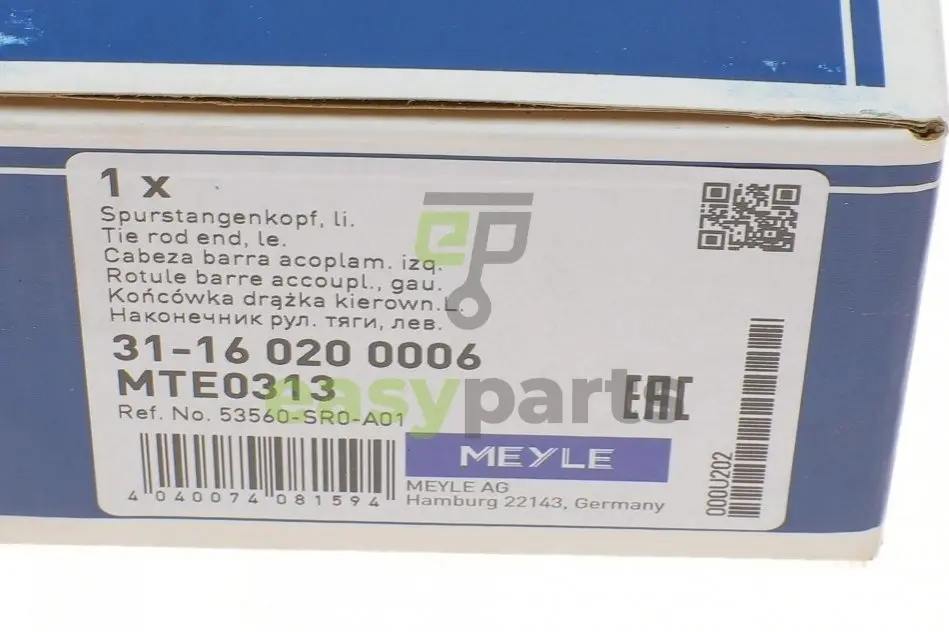 1 x
Spurstangenkopf, li.
Tie rod end, le.
Cabeza barra acoplam. izq.
Rotule barre accoupl., gau.
Końcówka drążka kierown.L.
Наконечник рул. тяги, лев.
31-16 020 0006
MTE0313
Ref. No. 53560-SR0-A01
4 040074 081594
MEYLE
MEYLE AG
Hamburg 22143, Germany
EAC
000U202
ep
easyparts